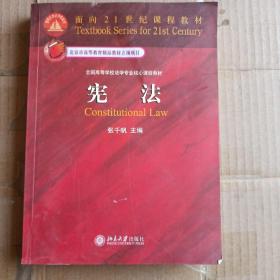 面向21世纪课程教材
Textbook Series for 21st Century
北京市高等教育精品教材立项项目
全国高等学校法学专业核心课程教材
宪法
Constitutional Law
张千帆 主编
北京大学出版社